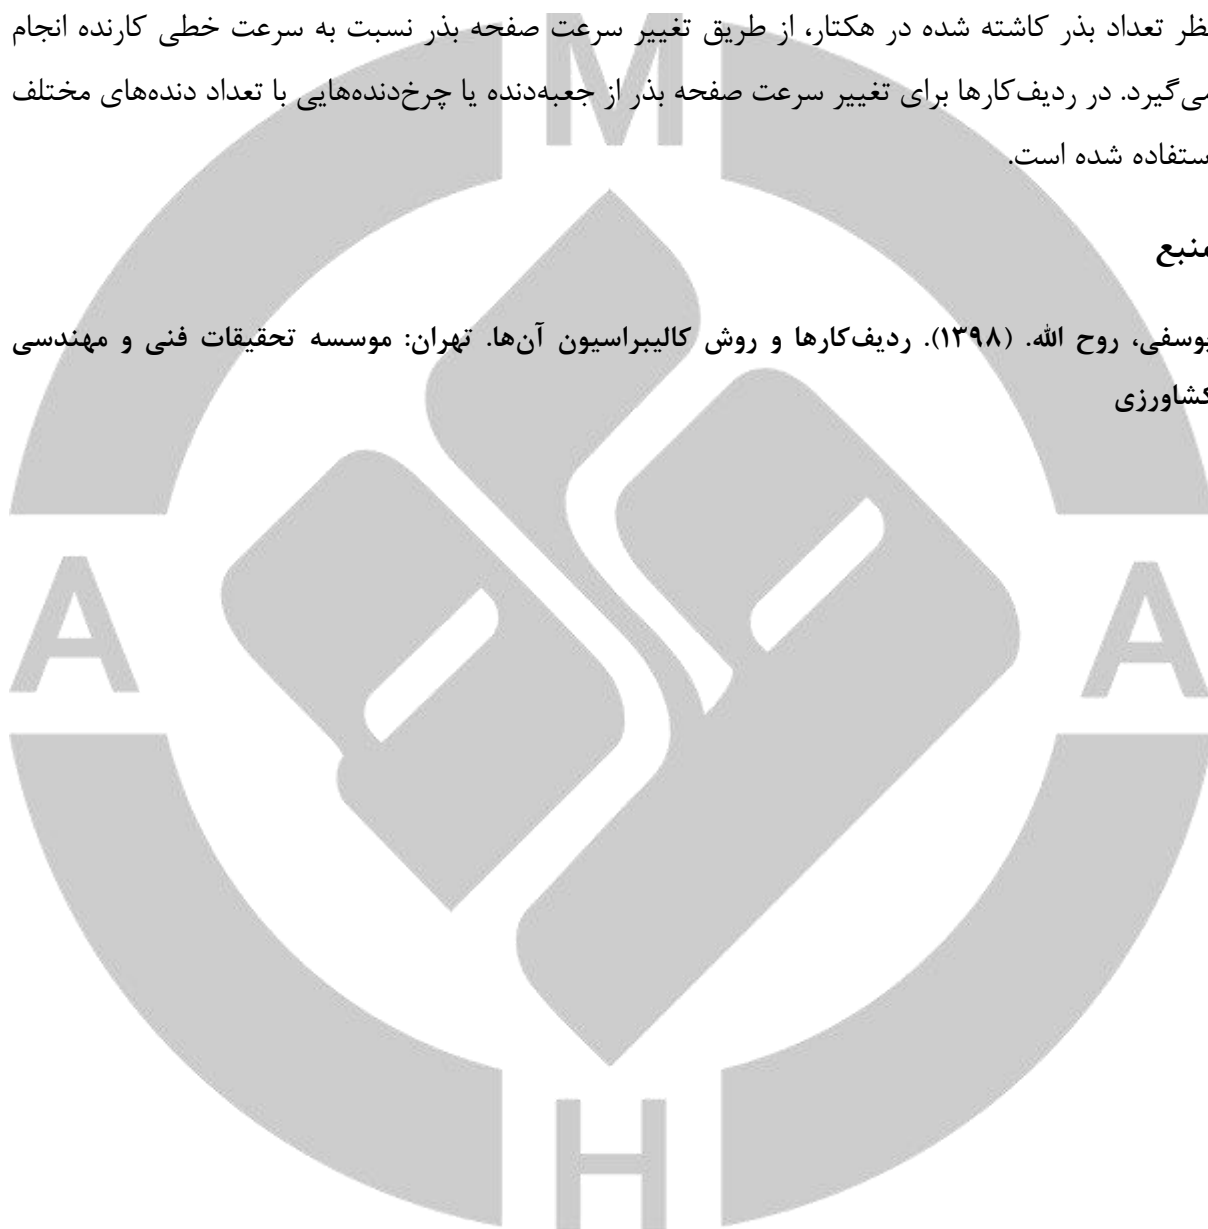 نظر تعداد بذر کاشته شده در هکتار، از طریق تغییر سرعت صفحه بذر نسبت به سرعت خطی کارنده انجام
می‌گیرد. در ردیف‌کارها برای تغییر سرعت صفحه بذر از جعبه‌دنده یا چرخ‌دنده‌هایی با تعداد دنده‌های مختلف
استفاده شده است.
منبع
یوسفی، روح الله. (۱۳۹۸). ردیف‌کارها و روش کالیبراسیون آن‌ها. تهران: موسسه تحقیقات فنی و مهندسی
کشاورزی
M
A
A
H